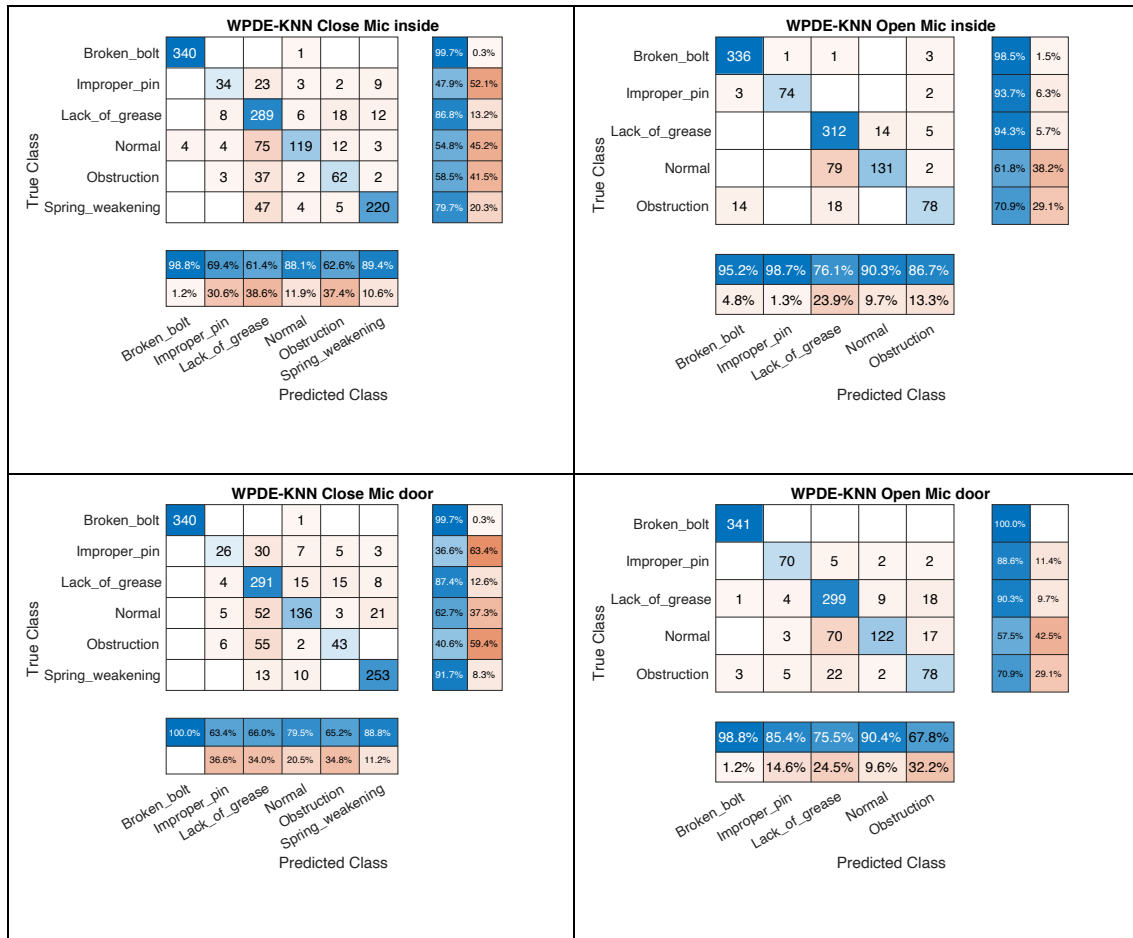 WPDE-KNN Close Mic inside
Broken_bolt 340 1 99.7% 0.3%
Improper_pin 34 23 3 2 9 47.9% 52.1%
Lack_of_grease 8 289 6 18 12 86.8% 13.2%
Normal 4 4 75 119 12 3 54.8% 45.2%
Obstruction 3 37 2 62 2 58.5% 41.5%
Spring_weakening 47 4 5 220 79.7% 20.3%
True Class
98.8% 69.4% 61.4% 88.1% 62.6% 89.4%
1.2% 30.6% 38.6% 11.9% 37.4% 10.6%
Broken_bolt Improper_pin Lack_of_grease Normal Obstruction Spring_weakening
Predicted Class
WPDE-KNN Open Mic inside
Broken_bolt 336 1 1 3 98.5% 1.5%
Improper_pin 3 74 2 93.7% 6.3%
Lack_of_grease 312 14 5 94.3% 5.7%
Normal 79 131 2 61.8% 38.2%
Obstruction 14 18 78 70.9% 29.1%
True Class
95.2% 98.7% 76.1% 90.3% 86.7%
4.8% 1.3% 23.9% 9.7% 13.3%
Broken_bolt Improper_pin Lack_of_grease Normal Obstruction
Predicted Class
WPDE-KNN Close Mic door
Broken_bolt 340 1 99.7% 0.3%
Improper_pin 26 30 7 5 3 36.6% 63.4%
Lack_of_grease 4 291 15 15 8 87.4% 12.6%
Normal 5 52 136 3 21 62.7% 37.3%
Obstruction 6 55 2 43 40.6% 59.4%
Spring_weakening 13 10 253 91.7% 8.3%
True Class
100.0% 63.4% 66.0% 79.5% 65.2% 88.8%
36.6% 34.0% 20.5% 34.8% 11.2%
Broken_bolt Improper_pin Lack_of_grease Normal Obstruction Spring_weakening
Predicted Class
WPDE-KNN Open Mic door
Broken_bolt 341 100.0%
Improper_pin 70 5 2 2 88.6% 11.4%
Lack_of_grease 1 4 299 9 18 90.3% 9.7%
Normal 3 70 122 17 57.5% 42.5%
Obstruction 3 5 22 2 78 70.9% 29.1%
True Class
98.8% 85.4% 75.5% 90.4% 67.8%
1.2% 14.6% 24.5% 9.6% 32.2%
Broken_bolt Improper_pin Lack_of_grease Normal Obstruction
Predicted Class